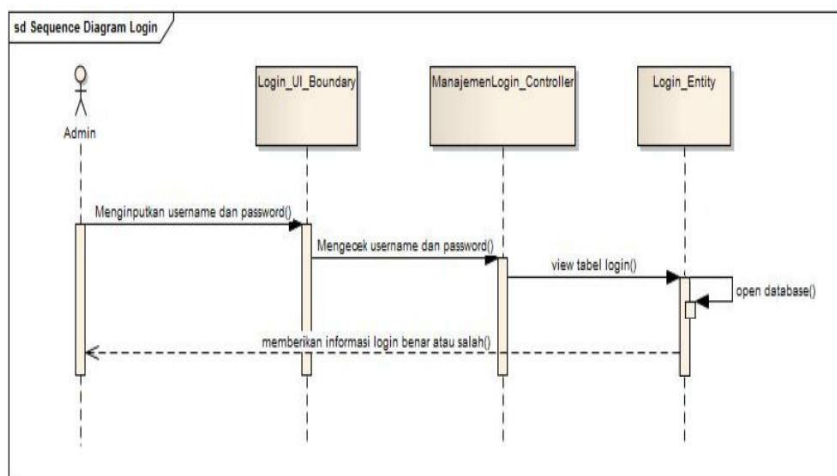 sd Sequence Diagram Login
Admin
Login_UI_Boundary
ManajemenLogin_Controller
Login_Entity
Menginputkan username dan password()
Mengecek username dan password()
view tabel login()
open database()
memberikan informasi login benar atau salah()